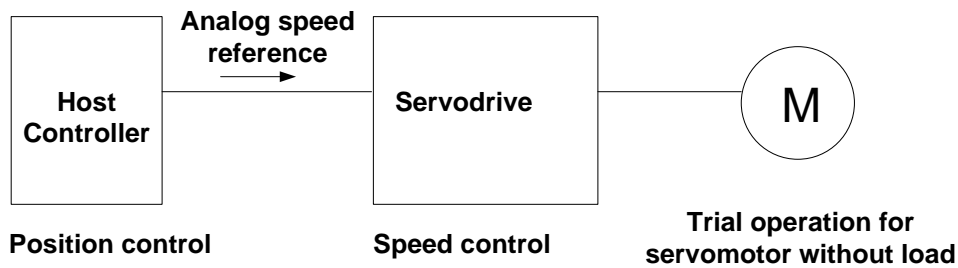 Analog speed
reference
Host
Controller
Servodrive
M
Position control
Speed control
Trial operation for
servomotor without load